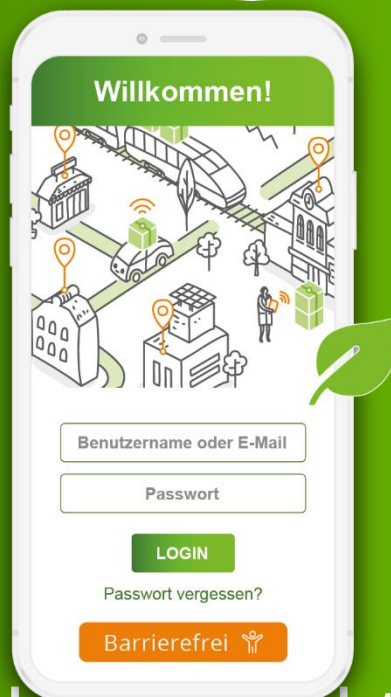 Willkommen!
Benutzername oder E-Mail
Passwort
LOGIN
Passwort vergessen?
Barrierefrei